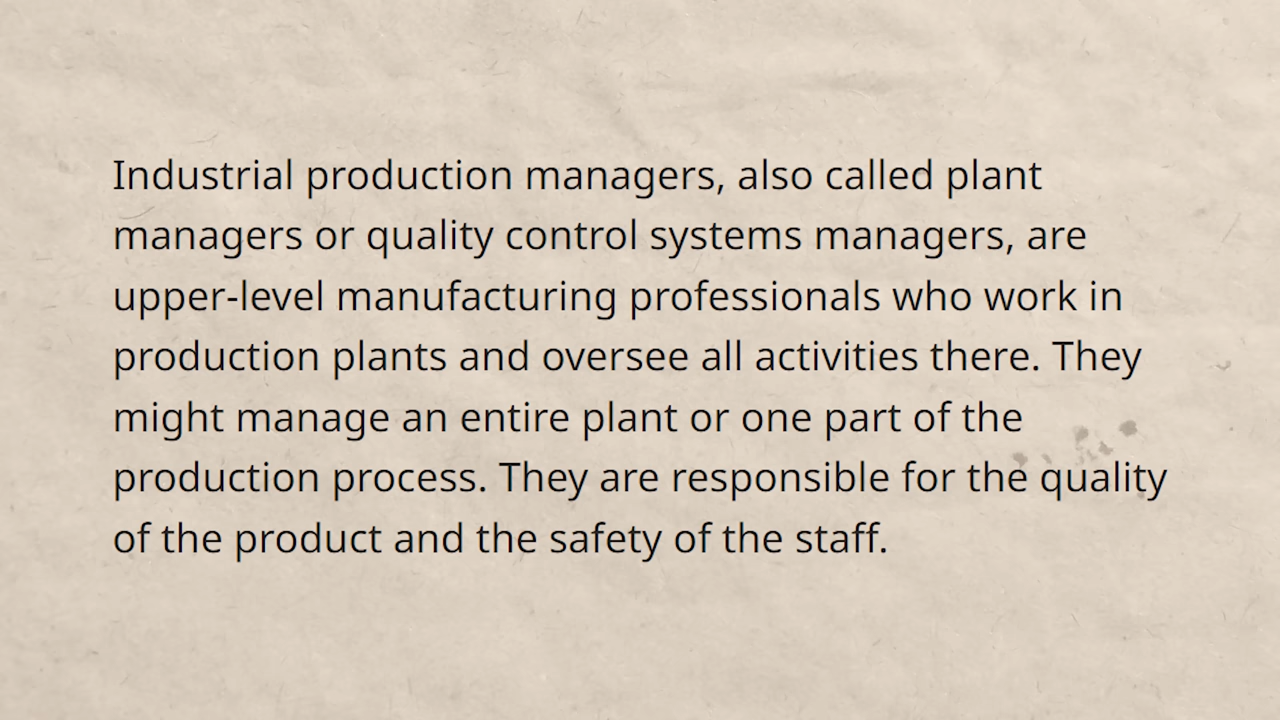 Industrial production managers, also called plant
managers or quality control systems managers, are
upper-level manufacturing professionals who work in
production plants and oversee all activities there. They
might manage an entire plant or one part of the
production process. They are responsible for the quality
of the product and the safety of the staff.